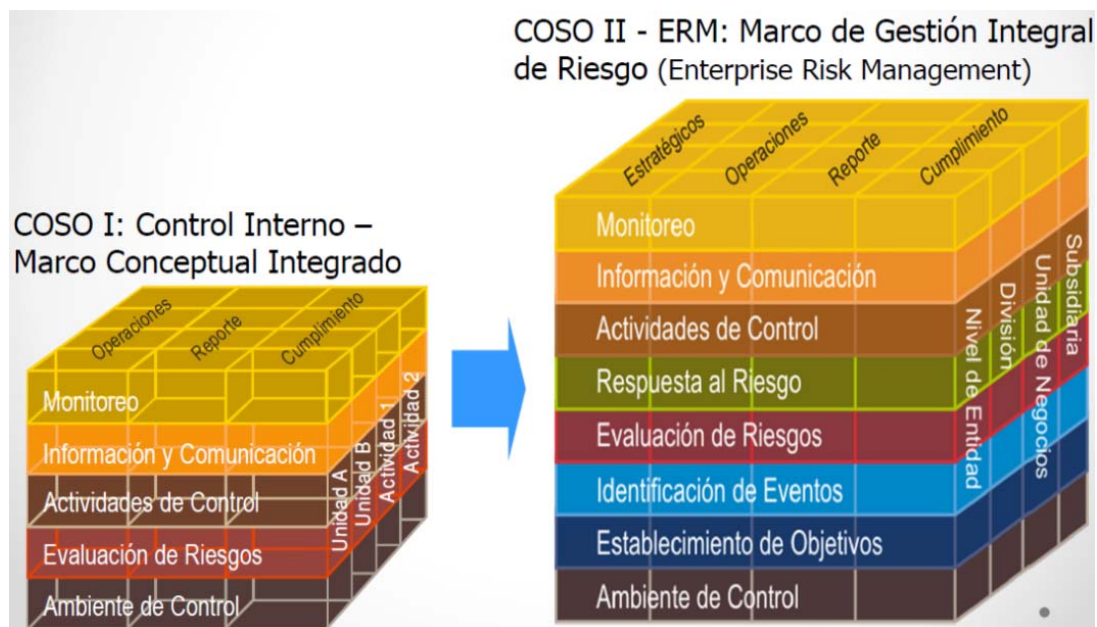 COSO II - ERM: Marco de Gestión Integral
de Riesgo (Enterprise Risk Management)
COSO I: Control Interno –
Marco Conceptual Integrado
Operaciones
Reporte
Cumplimiento
Monitoreo
Información y Comunicación
Actividades de Control
Evaluación de Riesgos
Ambiente de Control
Unidad A
Unidad B
Actividad 1
Actividad 2
Estratégicos
Operaciones
Reporte
Cumplimiento
Monitoreo
Información y Comunicación
Actividades de Control
Respuesta al Riesgo
Evaluación de Riesgos
Identificación de Eventos
Establecimiento de Objetivos
Ambiente de Control
Nivel de Entidad
División
Unidad de Negocios
Subsidiaria